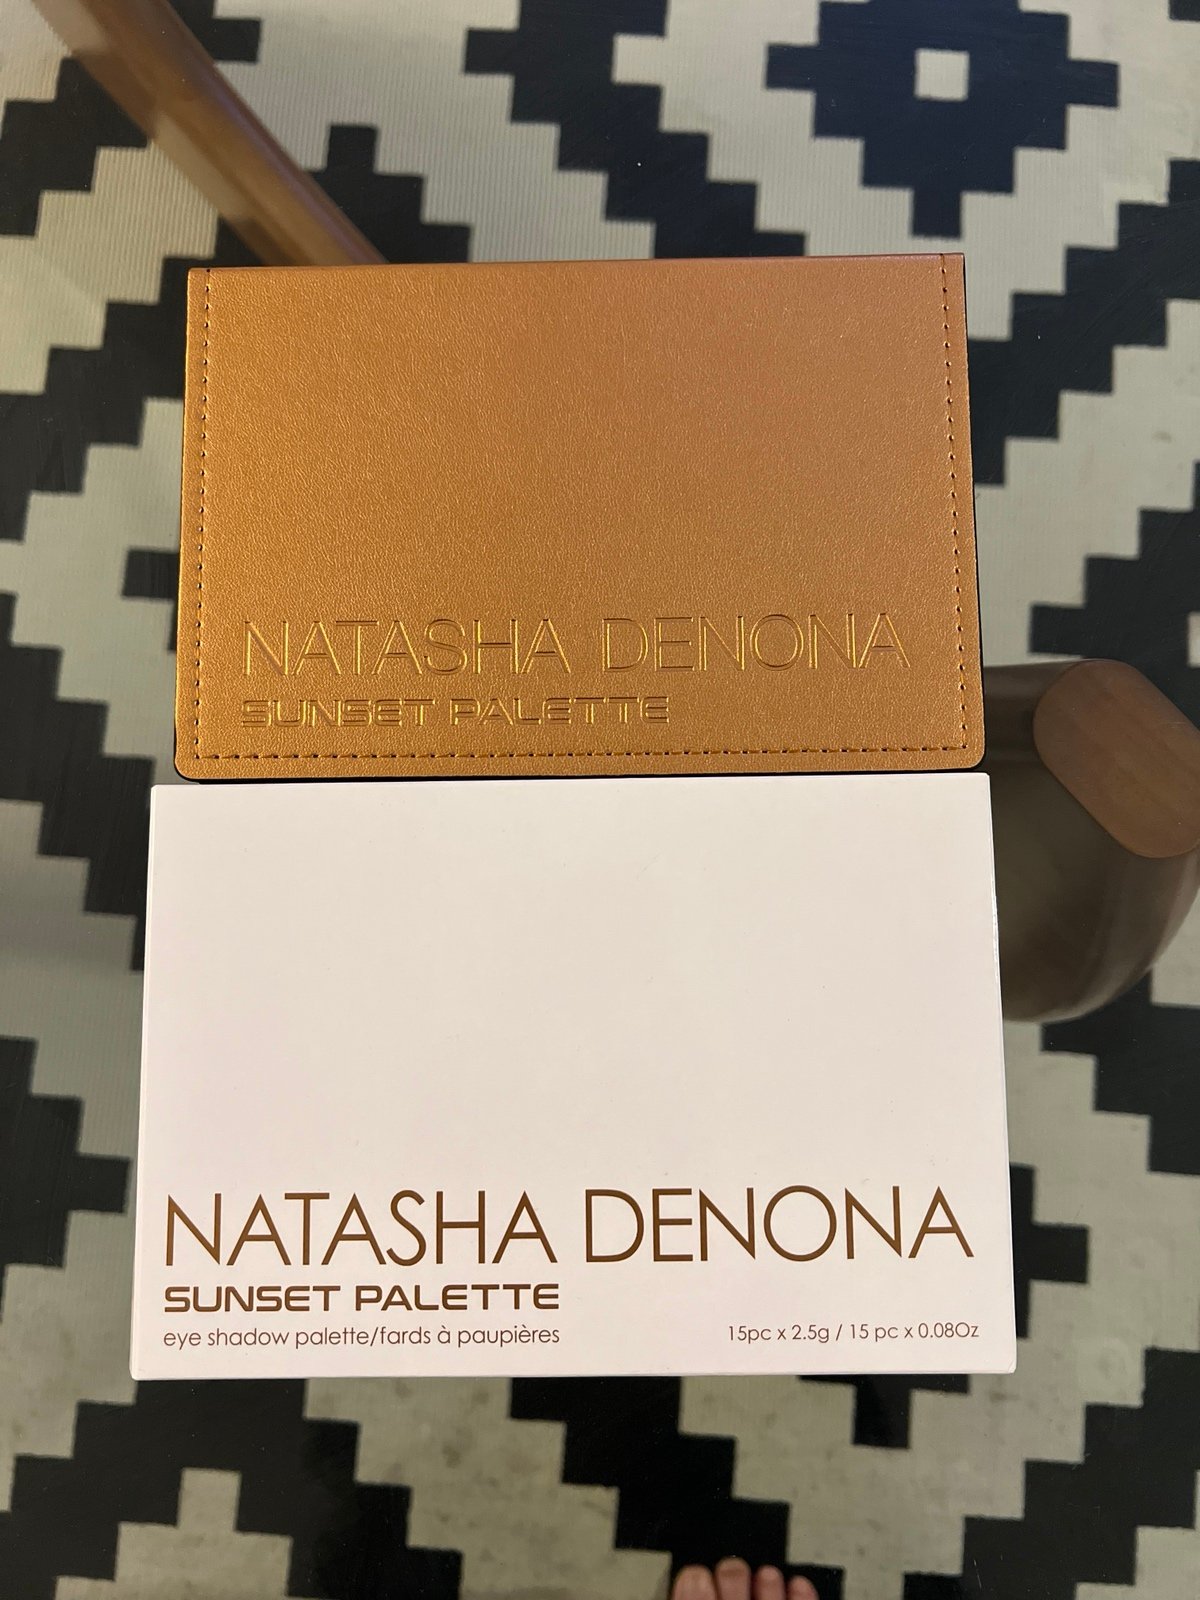 NATASHA DENONA
SUNSET PALETTE
NATASHA DENONA
SUNSET PALETTE
eye shadow palette/fards à paupières
15pc x 2.5g / 15 pc x 0.08Oz